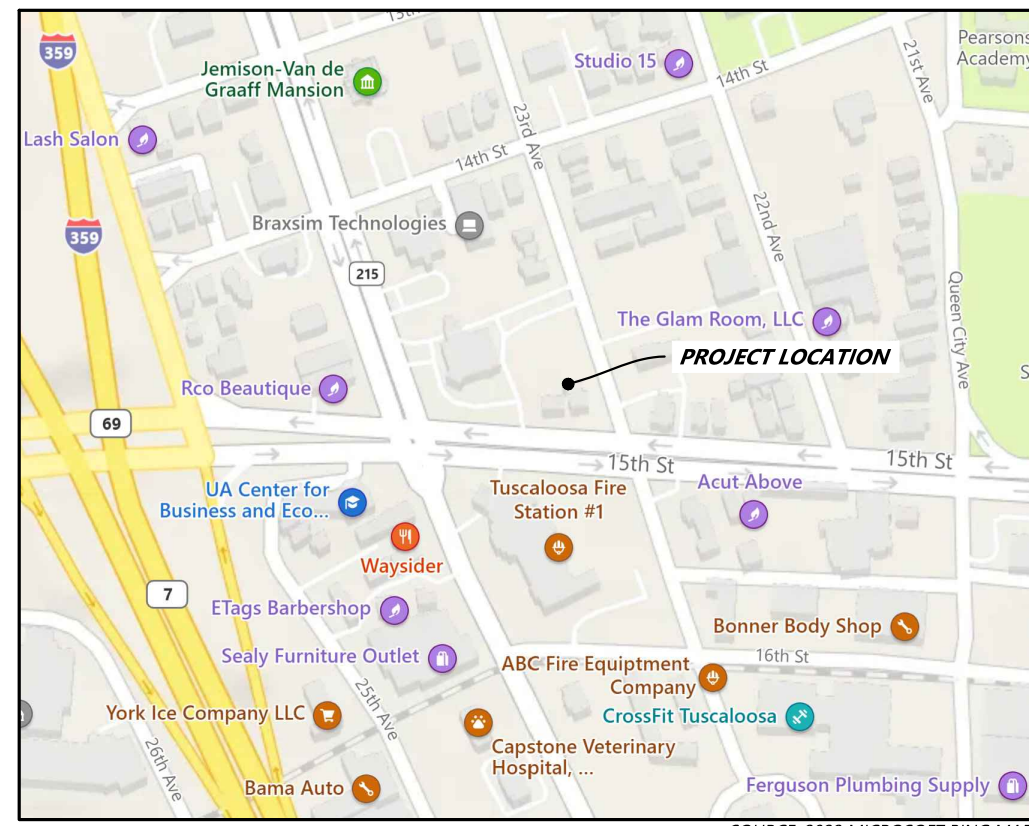 13th St
359
Jemison-Van de
Graaff Mansion
Studio 15
14th St
21st Ave
Pearsons
Academy
Lash Salon
23rd Ave
14th St
359
Braxsim Technologies
22nd Ave
215
Queen City Ave
The Glam Room, LLC
PROJECT LOCATION
S
Rco Beautique
69
15th St
15th St
UA Center for
Business and Eco...
Tuscaloosa Fire
Station #1
Acut Above
Waysider
7
ETags Barbershop
Bonner Body Shop
Sealy Furniture Outlet
16th St
ABC Fire Equiptment
Company
25th Ave
York Ice Company LLC
CrossFit Tuscaloosa
26th Ave
Capstone Veterinary
Hospital, ...
Bama Auto
Ferguson Plumbing Supply